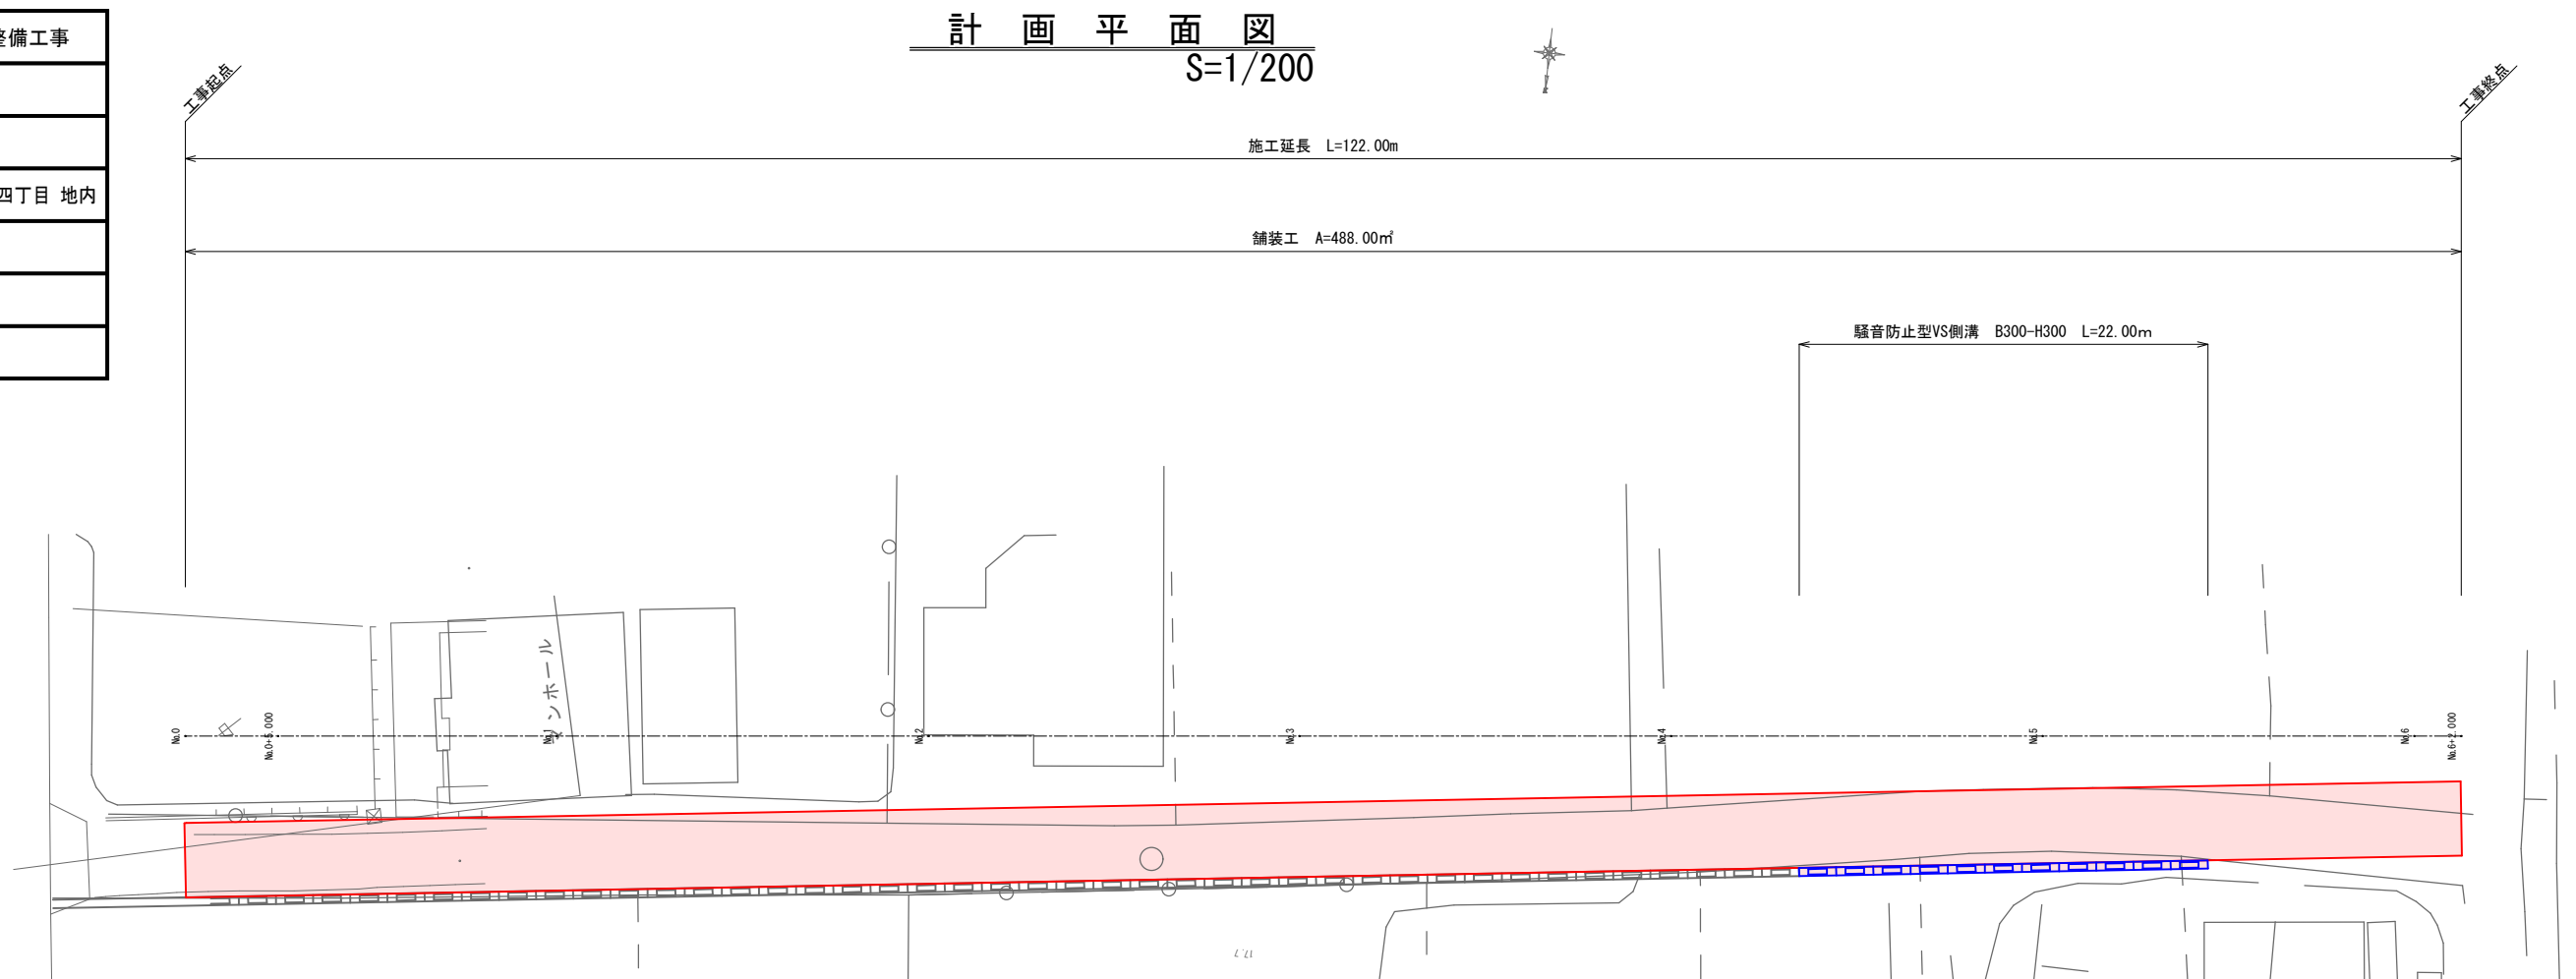 計 画 平 面 図
S=1/200
整備工事
四丁目 地内
工事起点
工事終点
施工延長 L=122.00m
舗装工 A=488.00㎡
騒音防止型VS側溝 B300-H300 L=22.00m
マンホール
No.0
No.0+5.000
No.1
No.2
No.3
No.4
No.5
No.6
No.6+2.000
17.7